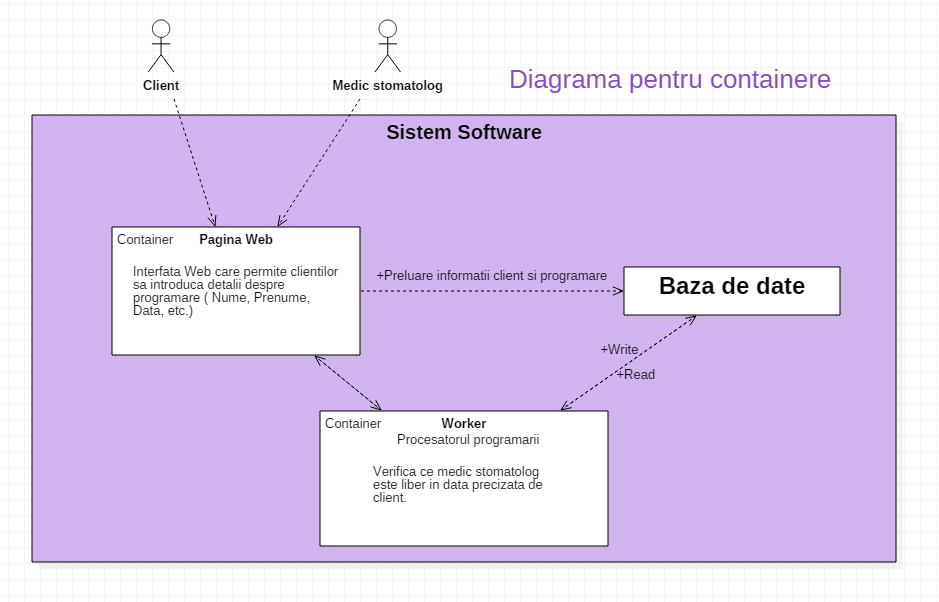 Client
Medic stomatolog
Diagrama pentru containere
Sistem Software
Container
Pagina Web
Interfata Web care permite clientilor
sa introduca detalii despre
programare ( Nume, Prenume,
Data, etc.)
+Preluare informatii client si programare
Baza de date
+Write
+Read
Container
Worker
Procesatorul programarii
Verifica ce medic stomatolog
este liber in data precizata de
client.